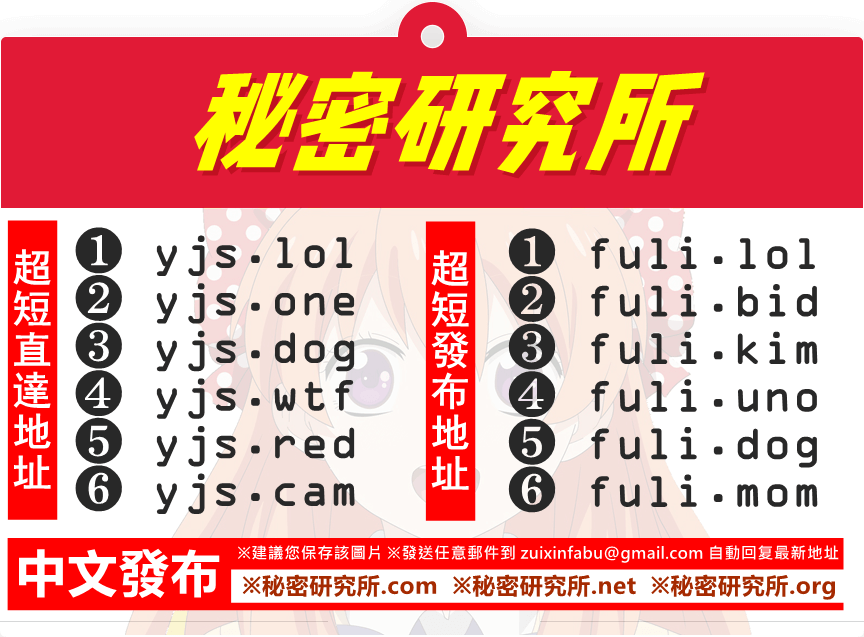 秘密研究所
超短直達地址
❶ yjs.lol
❷ yjs.one
❸ yjs.dog
❹ yjs.wtf
❺ yjs.red
❻ yjs.cam
超短發布地址
❶ fuli.lol
❷ fuli.bid
❸ fuli.kim
❹ fuli.uno
❺ fuli.dog
❻ fuli.mom
中文發布
※建議您保存該圖片 ※發送任意郵件到 zuixinfabu@gmail.com 自動回复最新地址
※秘密研究所.com ※秘密研究所.net ※秘密研究所.org